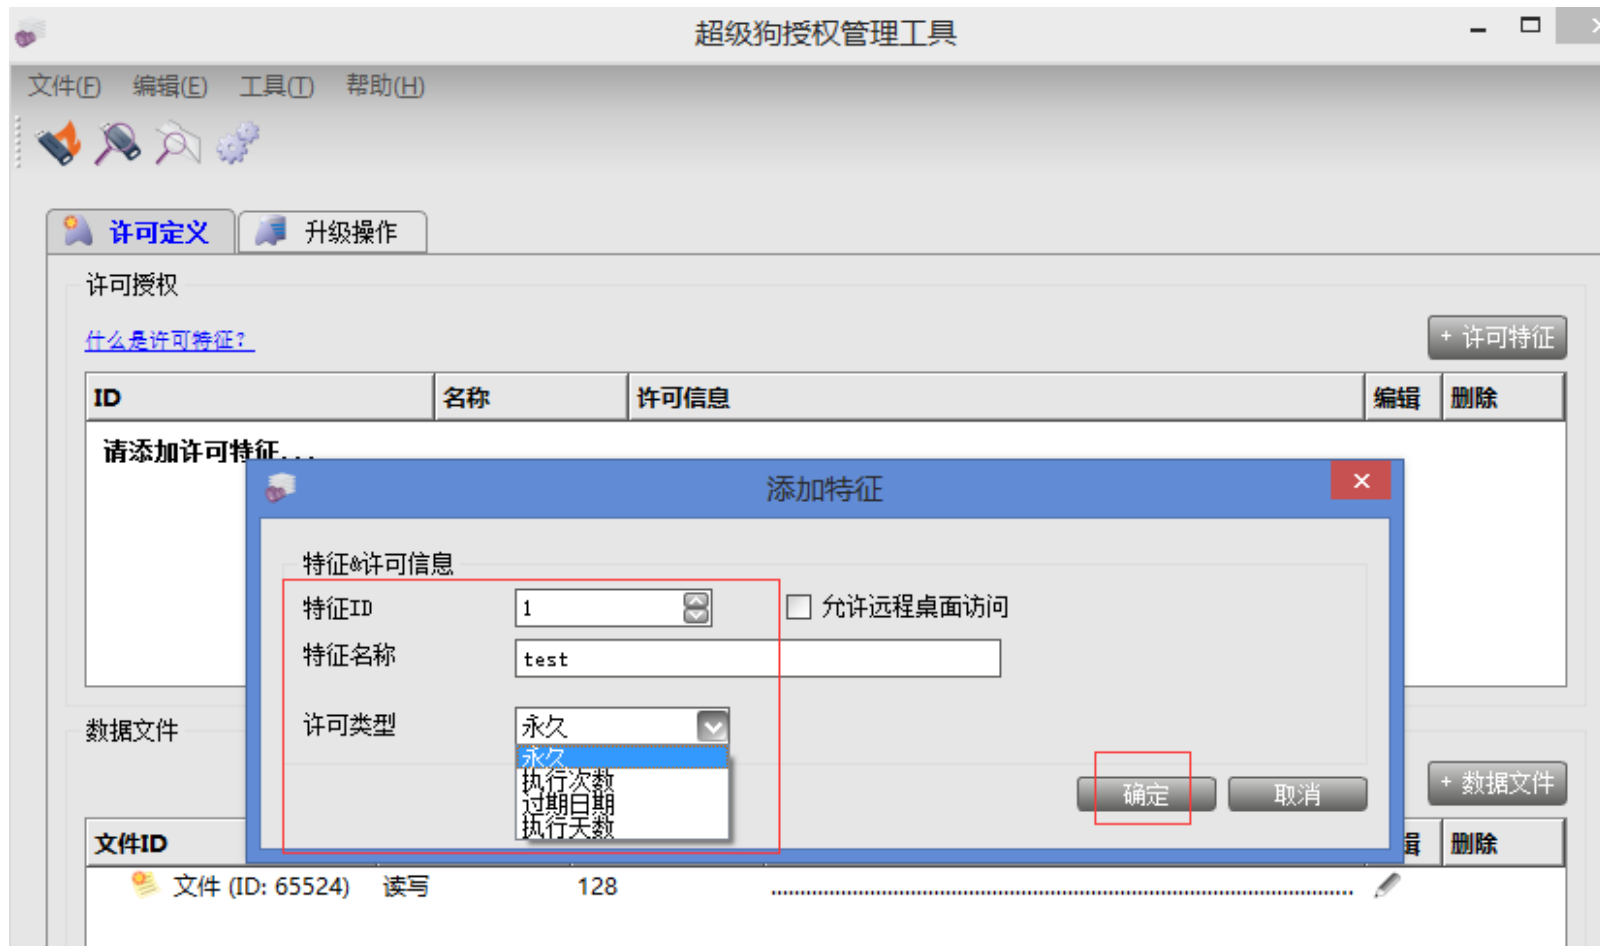 超级狗授权管理工具
文件(F) 编辑(E) 工具(T) 帮助(H)
许可定义 升级操作
许可授权
什么是许可特征?
+ 许可特征
ID 名称 许可信息 编辑 删除
请添加许可特征...
添加特征
特征&许可信息
特征ID 1 允许远程桌面访问
特征名称 test
许可类型 永久
永久
执行次数
过期日期
执行天数
确定 取消
数据文件
+ 数据文件
文件ID 辑 删除
文件 (ID: 65524) 读写 128